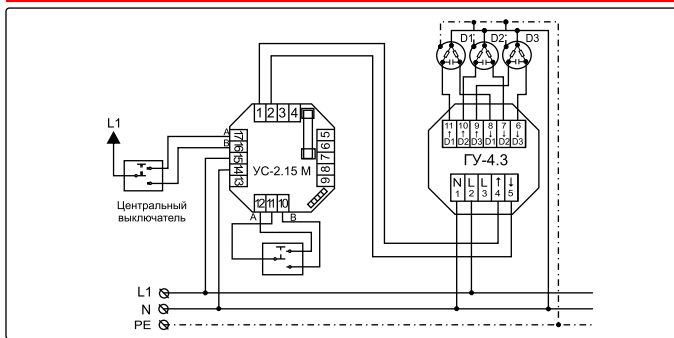 D1 D2 D3
1 2 3 4
11 10 9 8 7 6
↑ ↑ ↑ ↓ ↓ ↓
D1 D2 D3 D1 D2 D3
L1
A
B
17
16
15
14
13
5
6
7
8
9
УС-2.15 М
ГУ-4.3
N L L ↑ ↓
1 2 3 4 5
Центральный
выключатель
12 11 10
A B
L1
N
PE